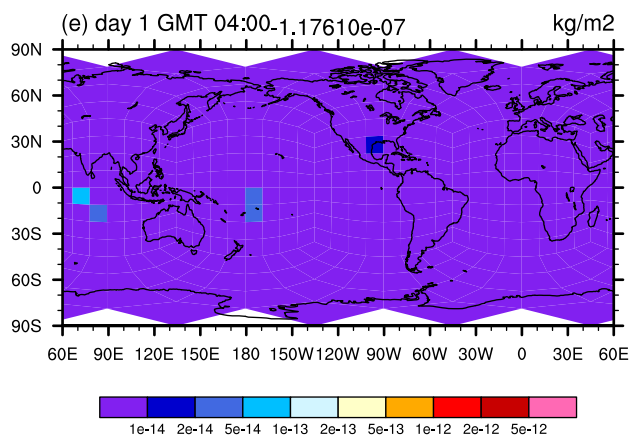 (e) day 1 GMT 04:00-1.17610e-07 kg/m2
90N
60N
30N
0
30S
60S
90S
60E 90E 120E 150E 180 150W 120W 90W 60W 30W 0 30E 60E
1e-14 2e-14 5e-14 1e-13 2e-13 5e-13 1e-12 2e-12 5e-12